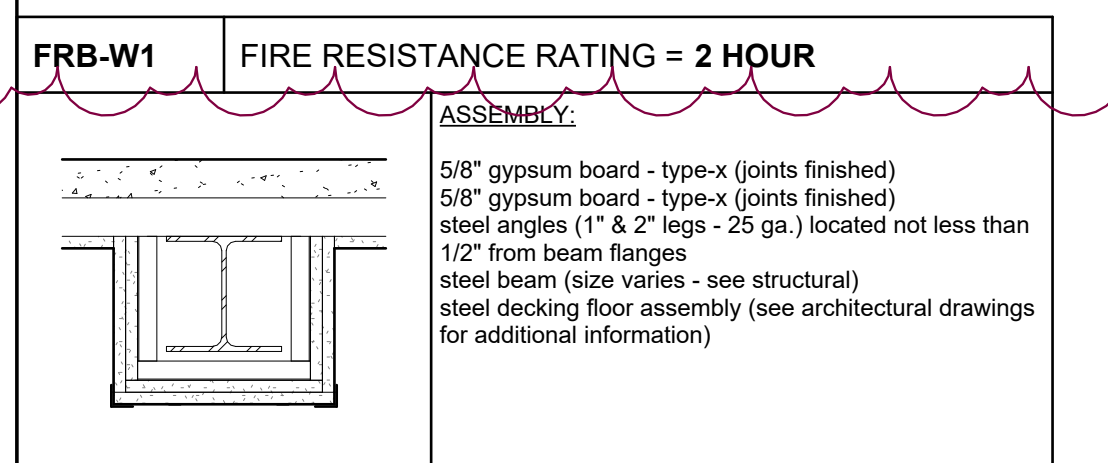 FRB-W1
FIRE RESISTANCE RATING = 2 HOUR
ASSEMBLY:
5/8" gypsum board - type-x (joints finished)
5/8" gypsum board - type-x (joints finished)
steel angles (1" & 2" legs - 25 ga.) located not less than
1/2" from beam flanges
steel beam (size varies - see structural)
steel decking floor assembly (see architectural drawings
for additional information)